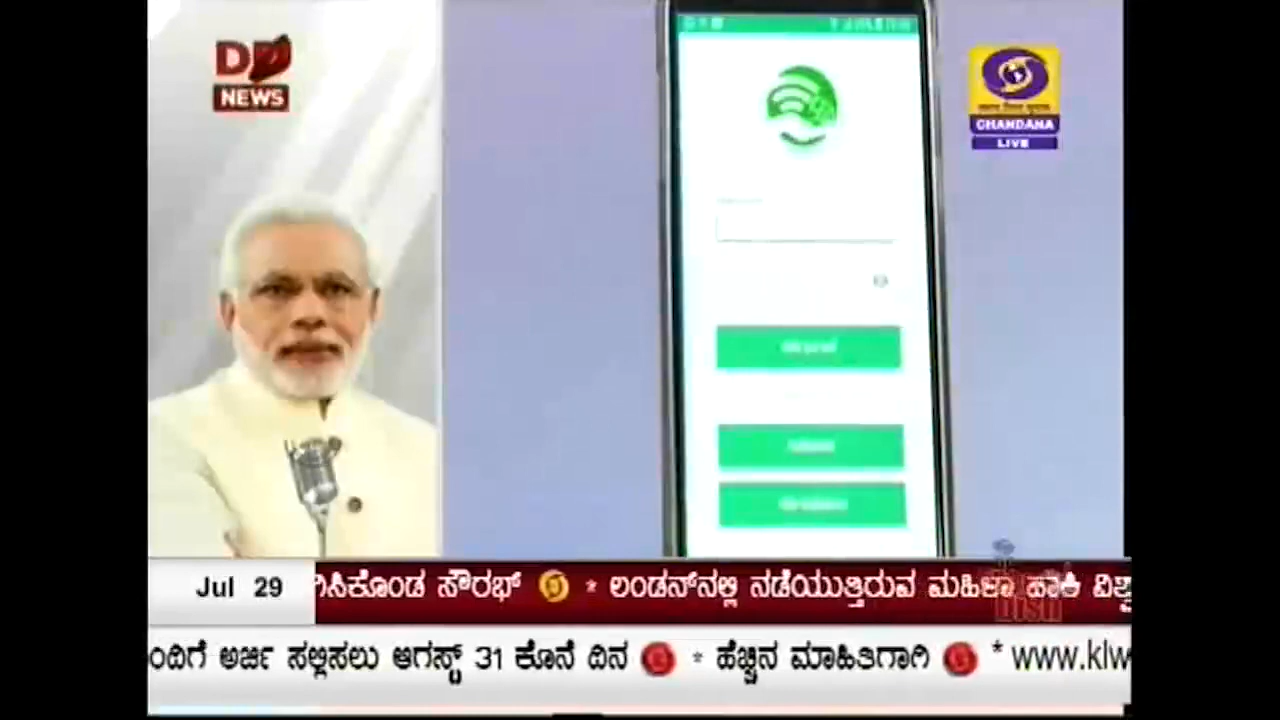 DD
NEWS
CHANDANA
LIVE
Jul 29
ಗಿಸಿಕೊಂಡ ಸೌರಭ್ * ಲಂಡನ್‌ನಲ್ಲಿ ನಡೆಯುತ್ತಿರುವ ಮಹಿಳಾ ಹಾಕಿ ವಿಶ್ವ
ಂದಿಗೆ ಅರ್ಜಿ ಸಲ್ಲಿಸಲು ಆಗಸ್ಟ್ 31 ಕೊನೆ ದಿನ * ಹೆಚ್ಚಿನ ಮಾಹಿತಿಗಾಗಿ * www.klw